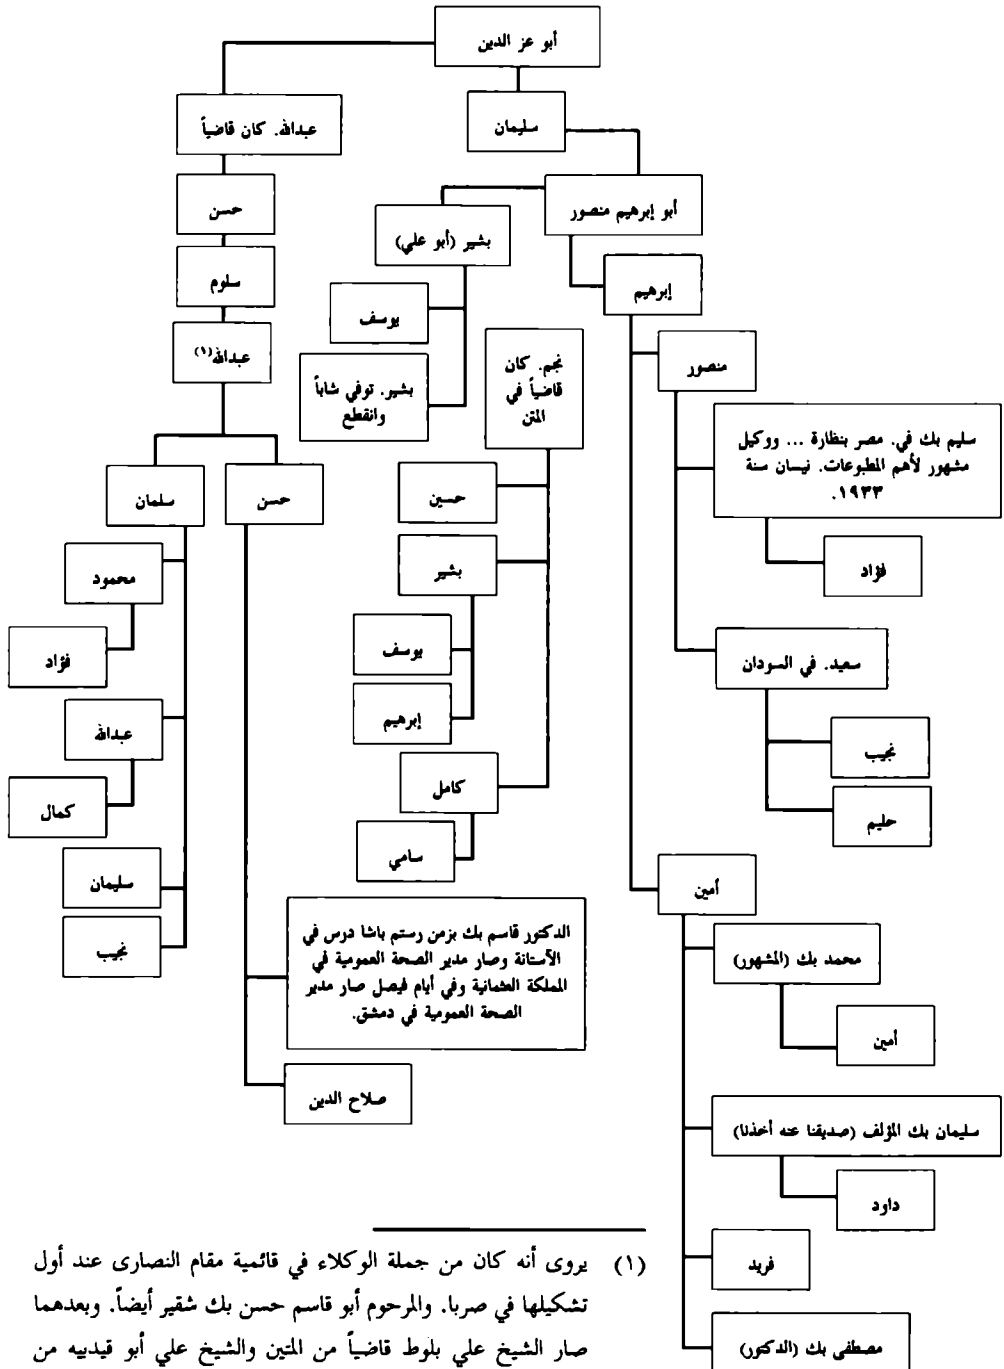 أبو عز الدين
سليمان
عبدالله. كان قاضياً
أبو إبرهيم منصور
حسن
بشير (أبو علي)
إبرهيم
سلوم
يوسف
عبدالله(١)
نجم. كان
قاضياً في
المتن
منصور
بشير. توفي شاباً
وانقطع
سليم بك في. مصر بنظارة ... ووكيل
مشهور لأهم المطبوعات. نيسان سنة
١٩٣٣.
حسين
حسن
سلمان
فؤاد
بشير
محمود
يوسف
فؤاد
سعيد. في السودان
إبرهيم
عبدالله
نجيب
كامل
كمال
حليم
سامي
سليمان
أمين
نجيب
الدكتور قاسم بك بزمن رستم باشا درس في
الآستانة وصار مدير الصحة العمومية في
المملكة العثمانية وفي أيام فيصل صار مدير
الصحة العمومية في دمشق.
محمد بك (المشهور)
أمين
صلاح الدين
سليمان بك المؤلف (صديقنا عنه أخذنا)
داود
فريد
مصطفى بك (الدكتور)
(١) يروى أنه كان من جملة الوكلاء في قائمية مقام النصارى عند أول
تشكيلها في صربا. والمرحوم أبو قاسم حسن بك شقير أيضاً. وبعدهما
صار الشيخ علي بلوط قاضياً من المتين والشيخ علي أبو قيدبيه من